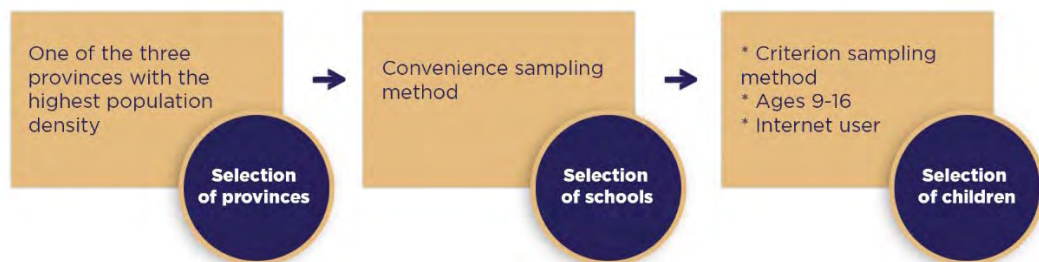 One of the three
provinces with the
highest population
density
Selection
of provinces
Convenience sampling
method
Selection
of schools
* Criterion sampling
method
* Ages 9-16
* Internet user
Selection
of children